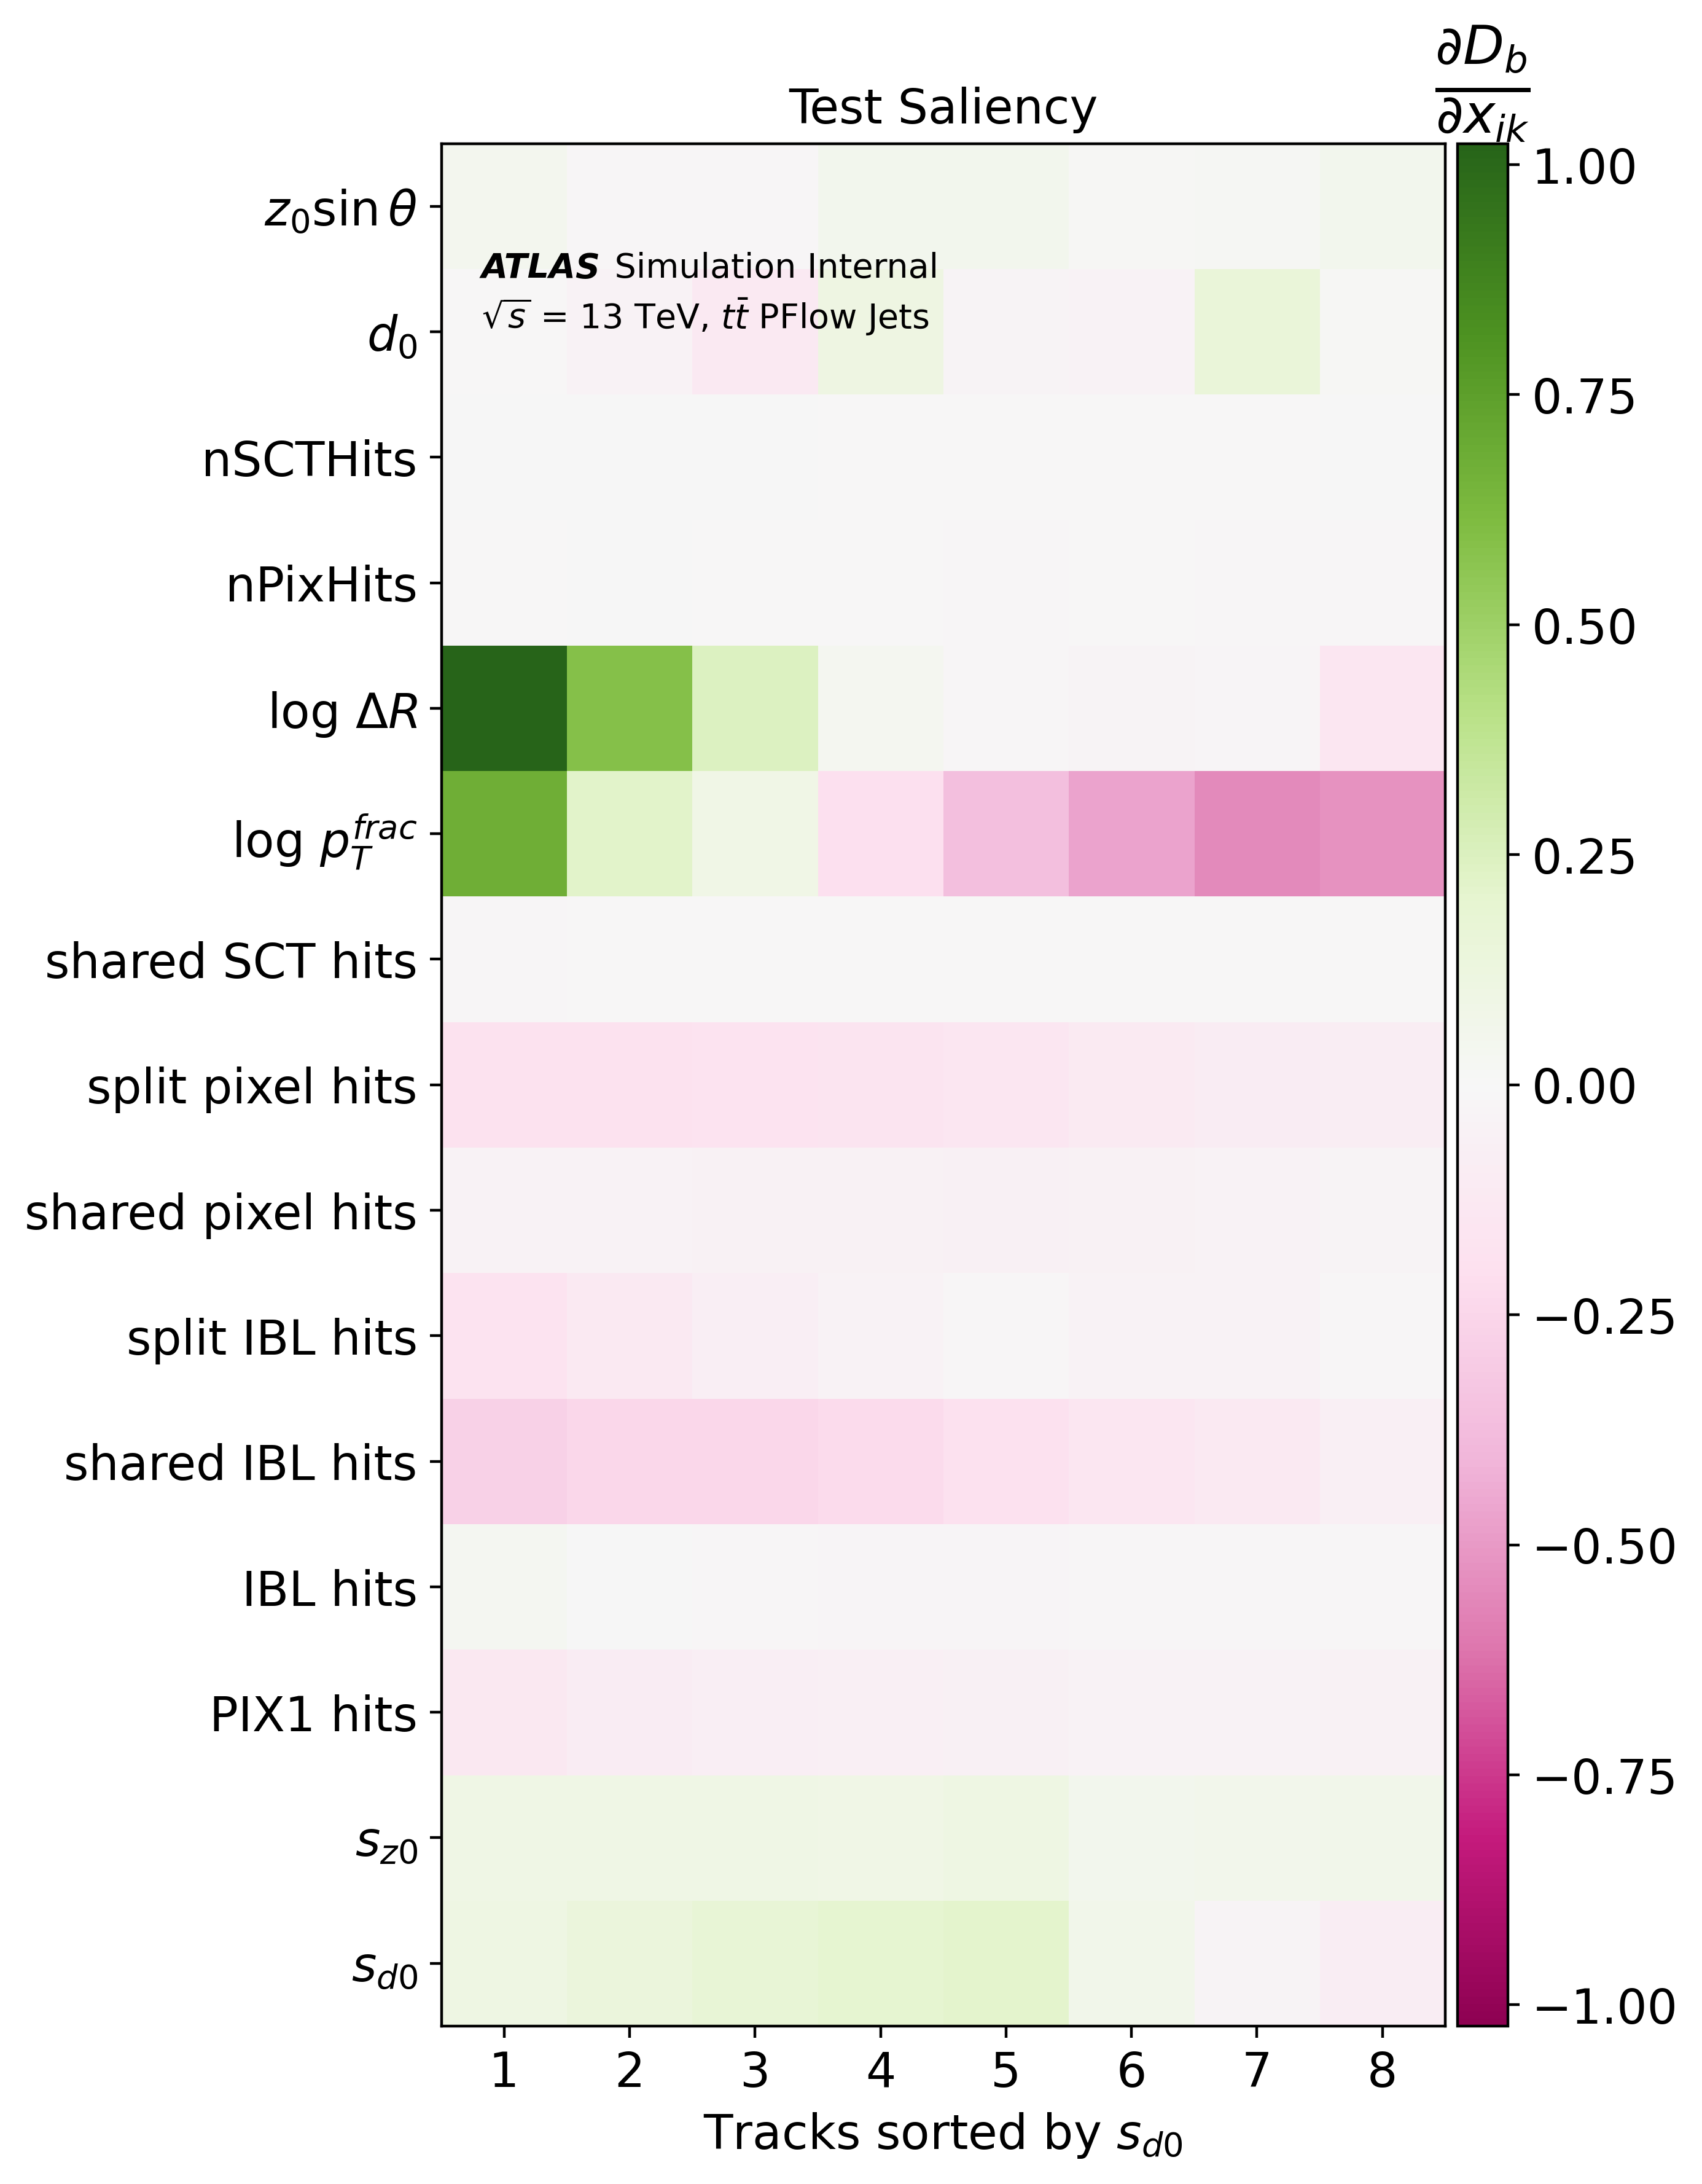 ∂D_b
∂x_ik
Test Saliency
z_0 sin θ
ATLAS Simulation Internal
√s = 13 TeV, tt̄ PFlow Jets
d_0
nSCTHits
nPixHits
log ΔR
log p_T^frac
shared SCT hits
split pixel hits
shared pixel hits
split IBL hits
shared IBL hits
IBL hits
PIX1 hits
s_z0
s_d0
1 2 3 4 5 6 7 8
Tracks sorted by s_d0
1.00
0.75
0.50
0.25
0.00
−0.25
−0.50
−0.75
−1.00